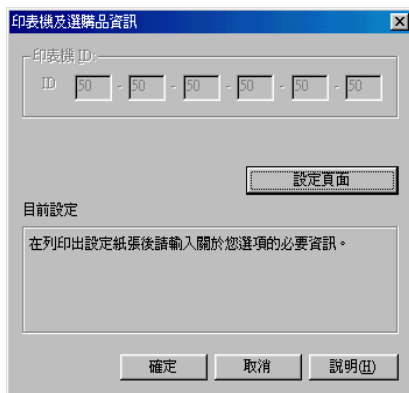 印表機及選購品資訊
印表機 ID:
ID 50 - 50 - 50 - 50 - 50 - 50
設定頁面
目前設定
在列印出設定紙張後請輸入關於您選項的必要資訊。
確定 取消 說明(H)